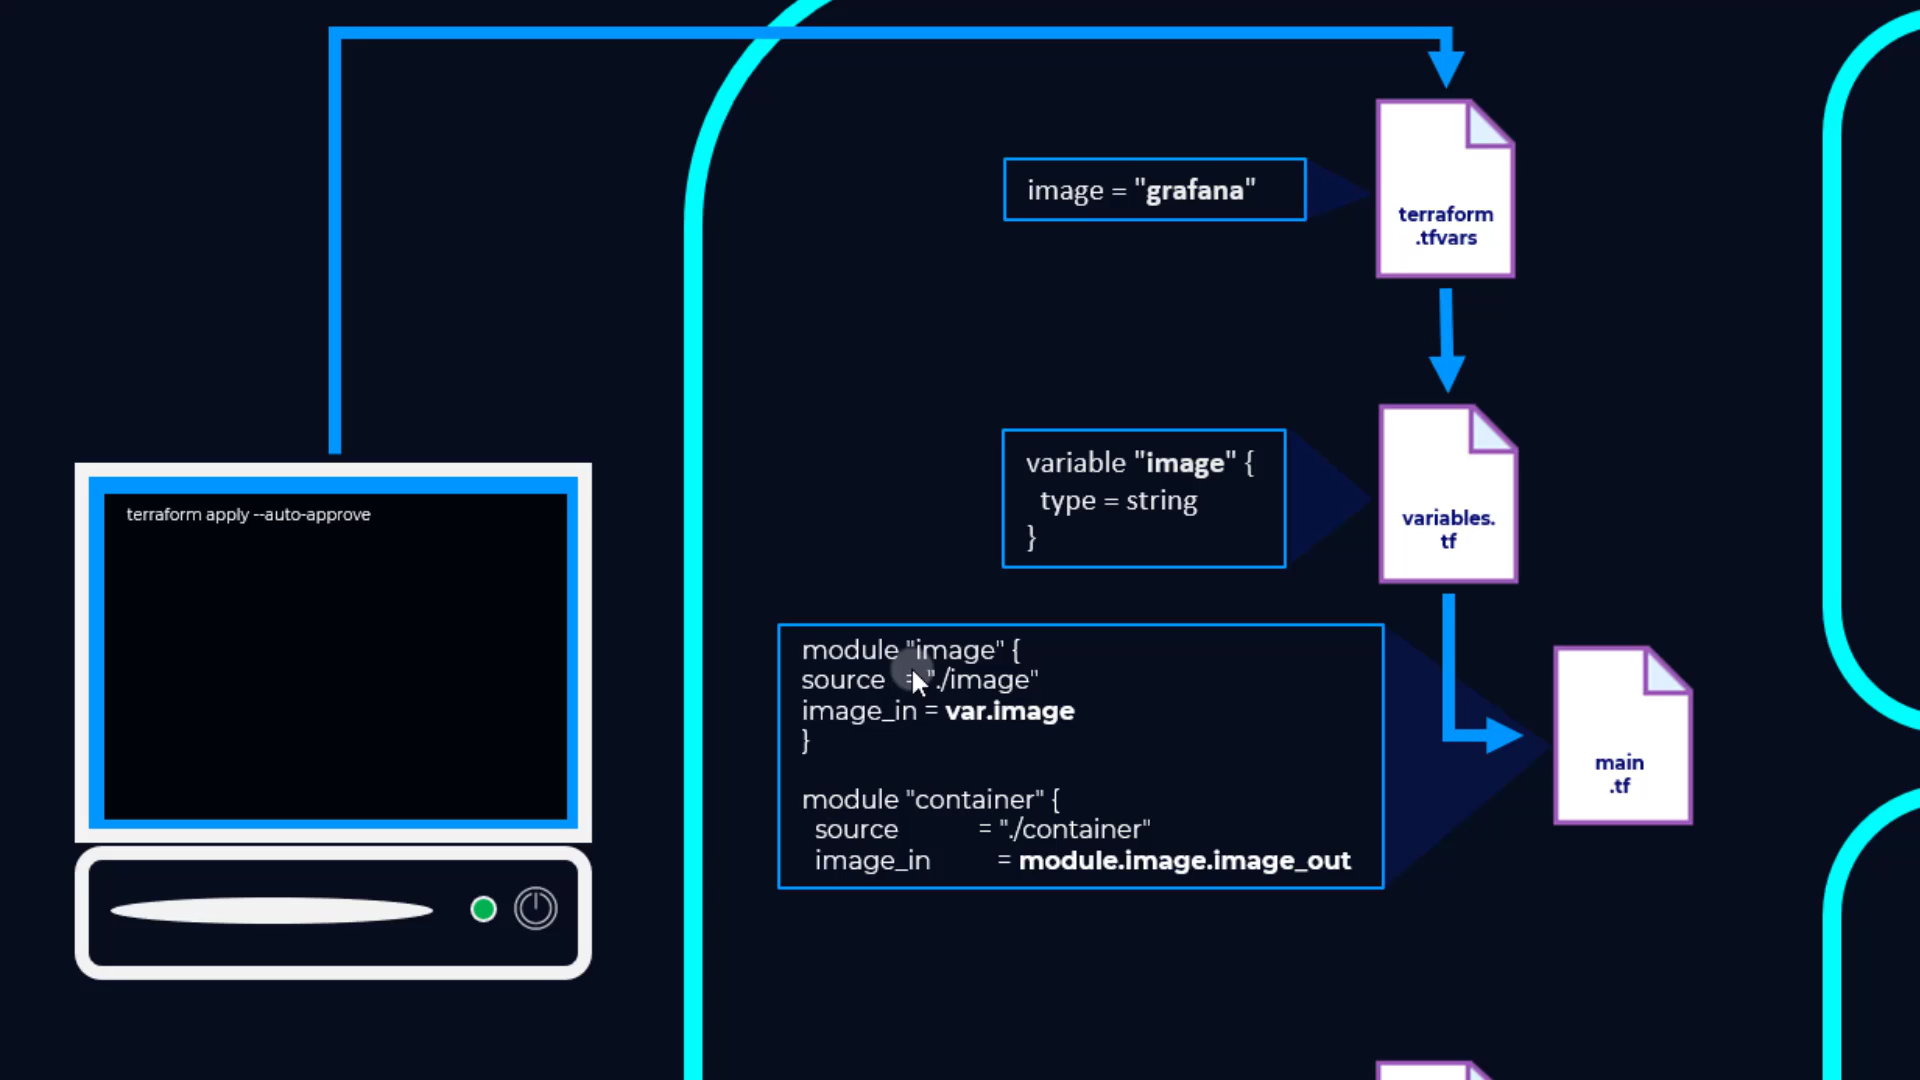 image = "grafana"
terraform
.tfvars
variable "image" {
type = string
}
variables.
tf
terraform apply --auto-approve
module "image" {
source = "./image"
image_in = var.image
}
module "container" {
source = "./container"
image_in = module.image.image_out
main
.tf